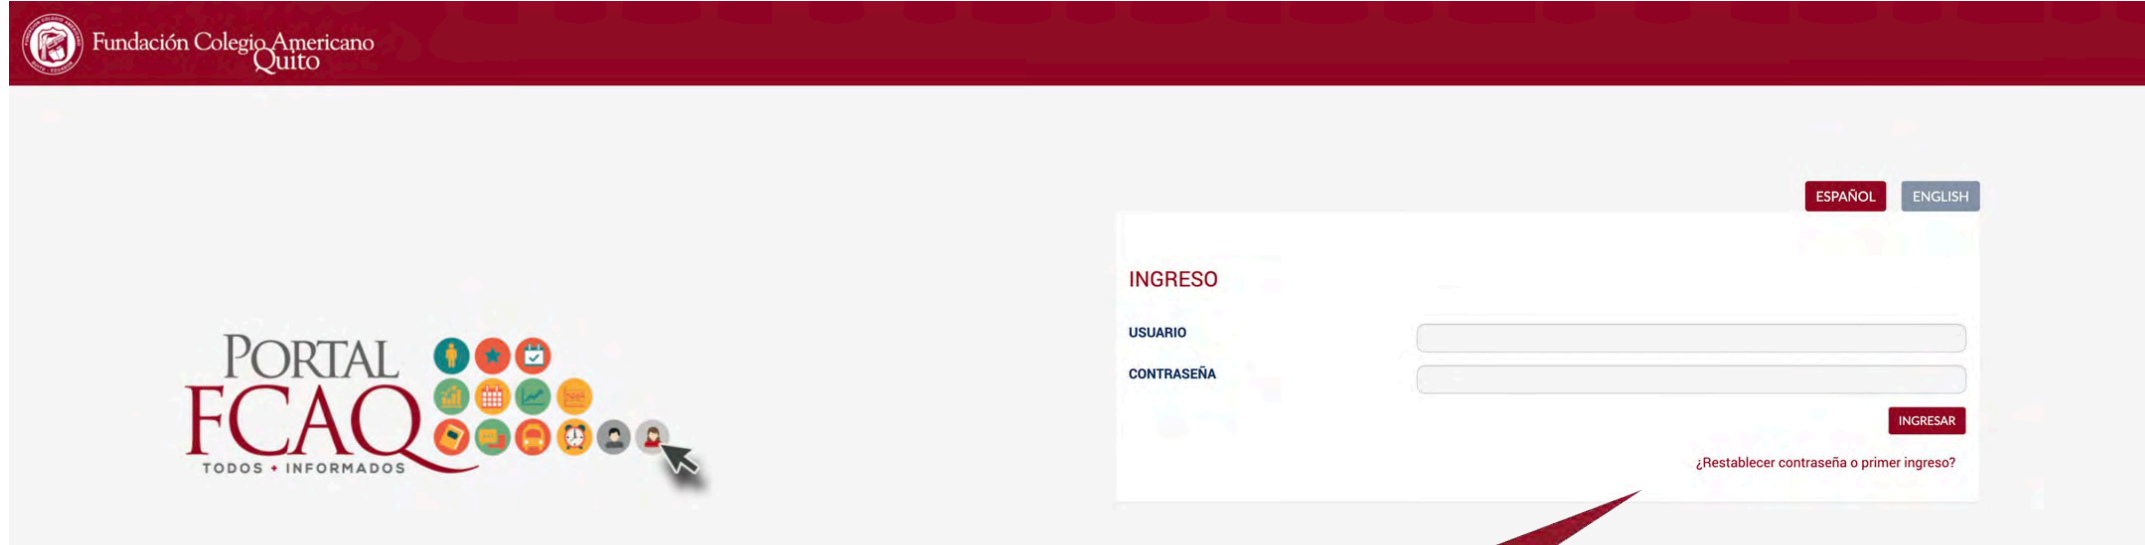 Fundación Colegio Americano
Quito
ESPAÑOL ENGLISH
INGRESO
USUARIO
CONTRASEÑA
INGRESAR
¿Restablecer contraseña o primer ingreso?
PORTAL
FCAQ
TODOS + INFORMADOS